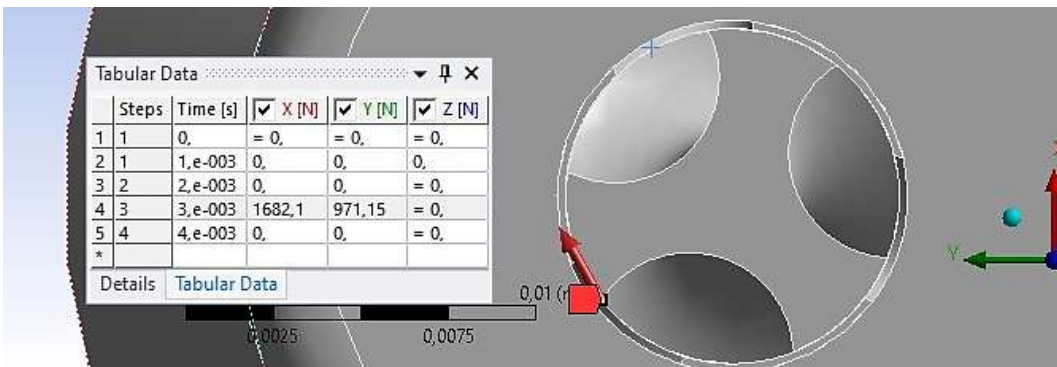 Tabular Data
Steps Time [s] X [N] Y [N] Z [N]
1 1 0, = 0, = 0, = 0,
2 1 1,e-003 0, 0, 0,
3 2 2,e-003 0, 0, = 0,
4 3 3,e-003 1682,1 971,15 = 0,
5 4 4,e-003 0, 0, = 0,
*
Details Tabular Data
0,01
0,0025 0,0075
Y